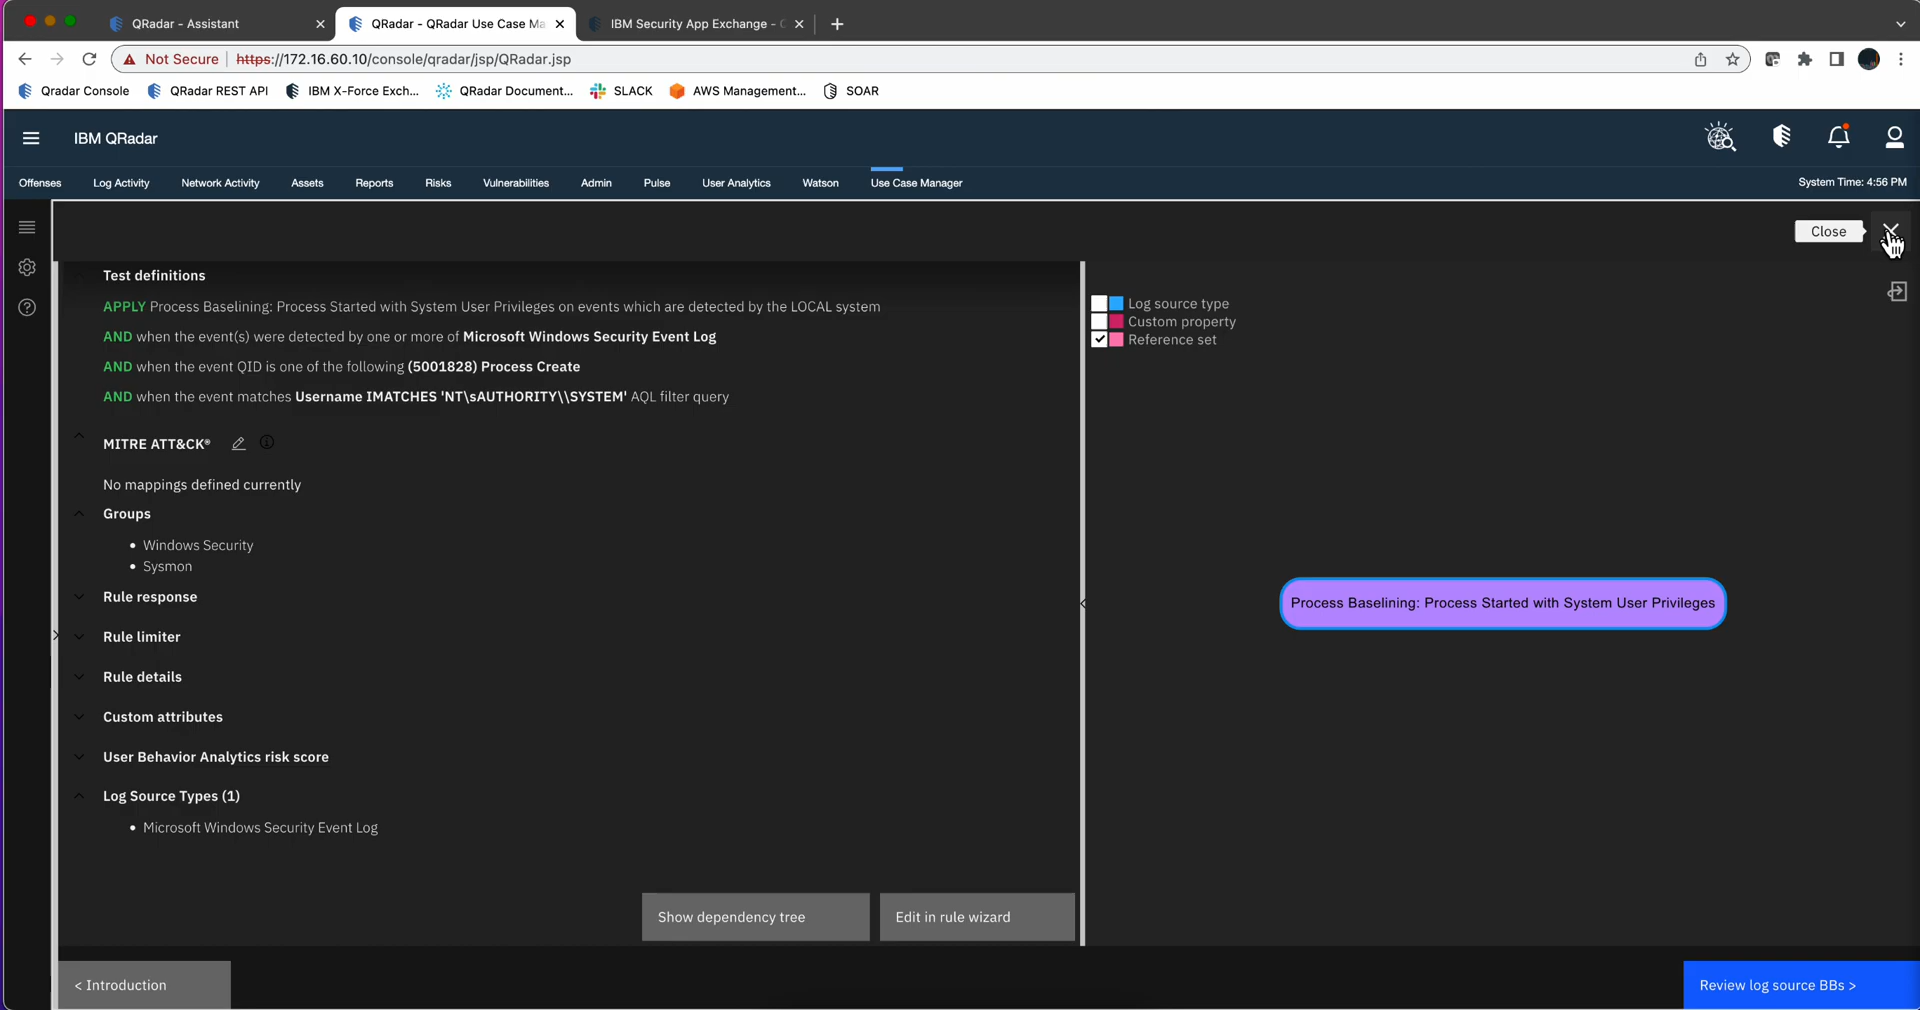 QRadar - Assistant
QRadar - QRadar Use Case Ma
IBM Security App Exchange -
Not Secure
https://172.16.60.10/console/qradar/jsp/QRadar.jsp
Qradar Console
QRadar REST API
IBM X-Force Exch...
QRadar Document...
SLACK
AWS Management...
SOAR
IBM QRadar
Offenses
Log Activity
Network Activity
Assets
Reports
Risks
Vulnerabilities
Admin
Pulse
User Analytics
Watson
Use Case Manager
System Time: 4:56 PM
Close
Test definitions
APPLY Process Baselining: Process Started with System User Privileges on events which are detected by the LOCAL system
AND when the event(s) were detected by one or more of Microsoft Windows Security Event Log
AND when the event QID is one of the following (5001828) Process Create
AND when the event matches Username IMATCHES 'NT\sAUTHORITY\\SYSTEM' AQL filter query
MITRE ATT&CK®
No mappings defined currently
Groups
• Windows Security
• Sysmon
Rule response
Rule limiter
Rule details
Custom attributes
User Behavior Analytics risk score
Log Source Types (1)
• Microsoft Windows Security Event Log
Show dependency tree
Edit in rule wizard
Log source type
Custom property
Reference set
Process Baselining: Process Started with System User Privileges
< Introduction
Review log source BBs >